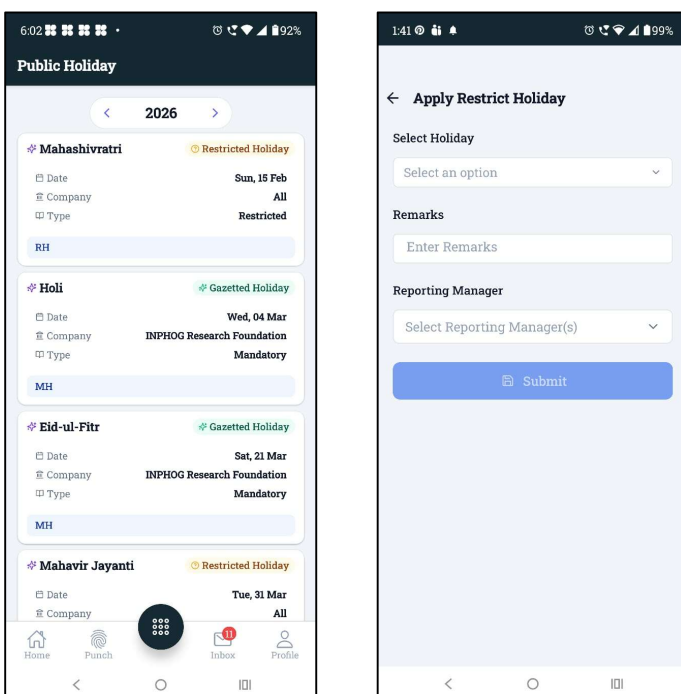 6:02 92%
Public Holiday
2026
Mahashivratri Restricted Holiday
Date Sun, 15 Feb
Company All
Type Restricted
RH
Holi Gazetted Holiday
Date Wed, 04 Mar
Company INPHOG Research Foundation
Type Mandatory
MH
Eid-ul-Fitr Gazetted Holiday
Date Sat, 21 Mar
Company INPHOG Research Foundation
Type Mandatory
MH
Mahavir Jayanti Restricted Holiday
Date Tue, 31 Mar
Company All
11
Home Punch Inbox Profile
1:41 99%
Apply Restrict Holiday
Select Holiday
Select an option
Remarks
Enter Remarks
Reporting Manager
Select Reporting Manager(s)
Submit